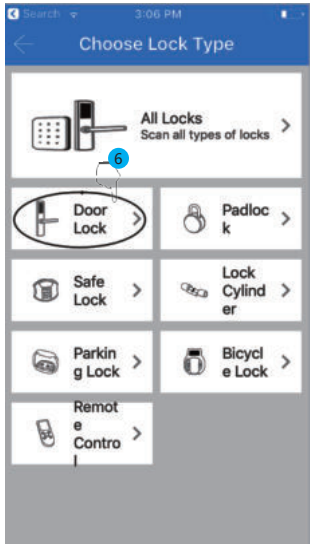 Search 3:06 PM
Choose Lock Type
All Locks
Scan all types of locks
6
Door
Lock
Padloc
k
Safe
Lock
Lock
Cylind
er
Parkin
g Lock
Bicycl
e Lock
Remot
e
Contro
l